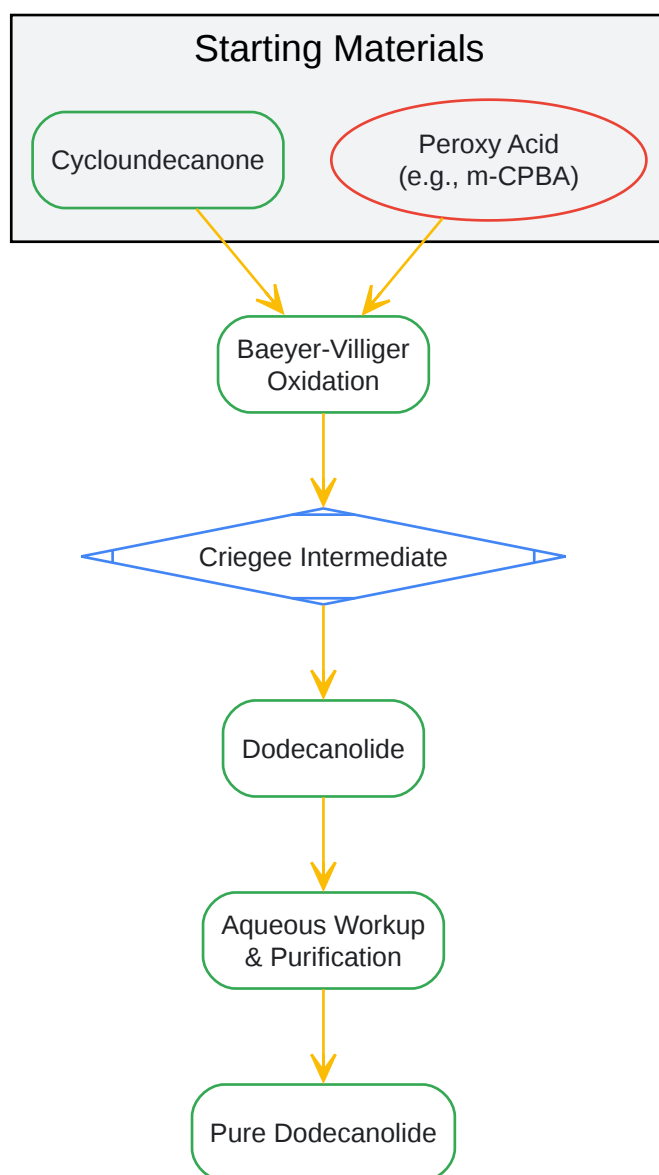 Starting Materials
Cycloundecanone
Peroxy Acid
(e.g., m-CPBA)
Baeyer-Villiger
Oxidation
Criegee Intermediate
Dodecanolide
Aqueous Workup
& Purification
Pure Dodecanolide